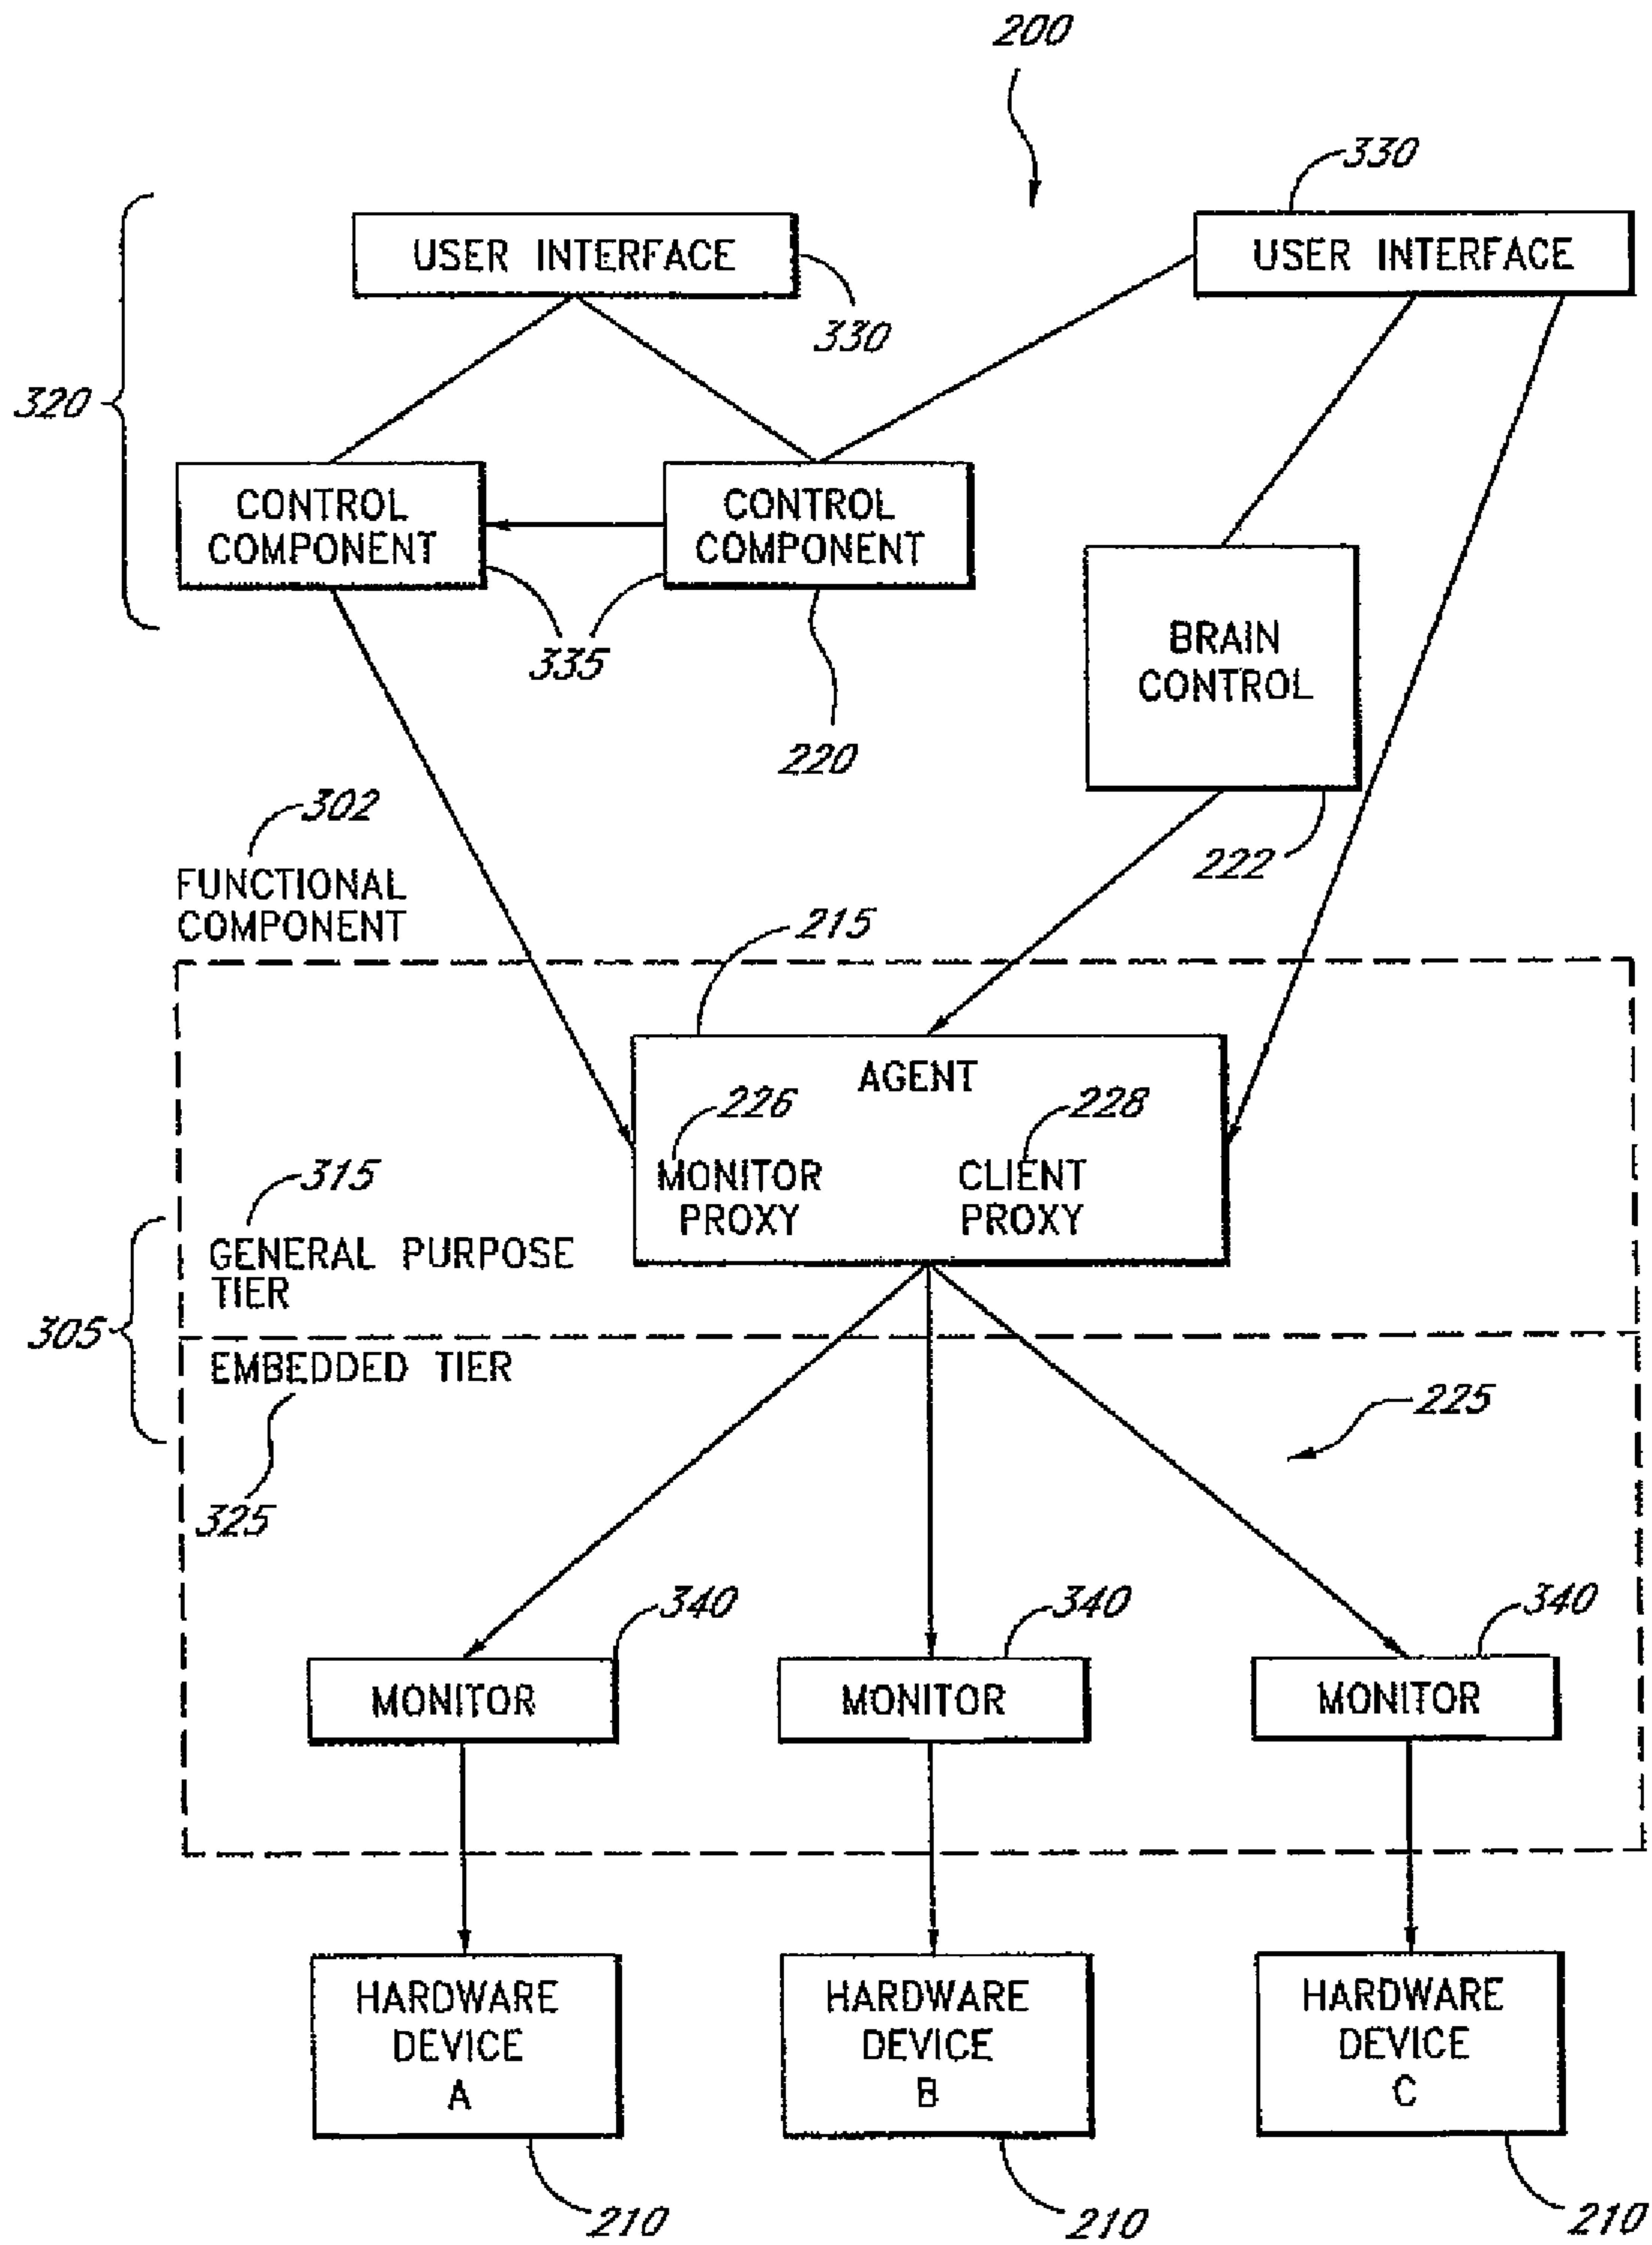 200
330
USER INTERFACE
USER INTERFACE
330
320
CONTROL
COMPONENT
CONTROL
COMPONENT
335
220
BRAIN
CONTROL
222
302
FUNCTIONAL
COMPONENT
215
AGENT
226
228
MONITOR
PROXY
CLIENT
PROXY
315
GENERAL PURPOSE
TIER
305
EMBEDDED TIER
325
225
340
340
340
MONITOR
MONITOR
MONITOR
HARDWARE
DEVICE
A
HARDWARE
DEVICE
B
HARDWARE
DEVICE
C
210
210
210